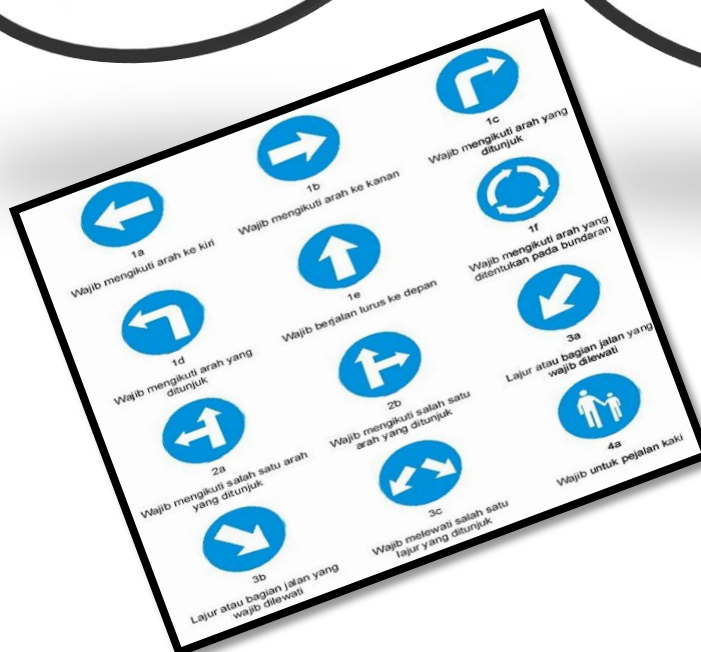 1a
Wajib mengikuti arah ke kiri
1b
Wajib mengikuti arah ke kanan
1c
Wajib mengikuti arah yang
ditunjuk
1d
Wajib mengikuti arah yang
ditunjuk
1e
Wajib berjalan lurus ke depan
1f
Wajib mengikuti arah yang
ditentukan pada bundaran
2a
Wajib mengikuti salah satu arah
yang ditunjuk
2b
Wajib mengikuti salah satu
arah yang ditunjuk
3a
Lajur atau bagian jalan yang
wajib dilewati
3b
Lajur atau bagian jalan yang
wajib dilewati
3c
Wajib melewati salah satu
lajur yang ditunjuk
4a
Wajib untuk pejalan kaki